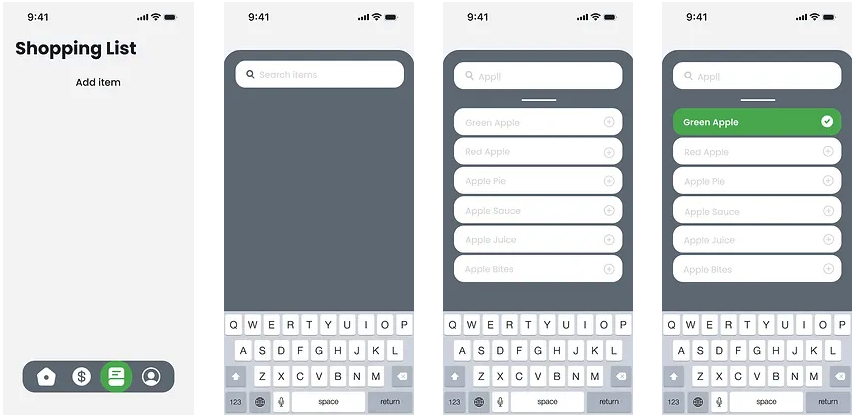 9:41
Shopping List
Add item
9:41
Search items
Q W E R T Y U I O P
A S D F G H J K L
Z X C V B N M
123 space return
9:41
Appli
Green Apple
Red Apple
Apple Pie
Apple Sauce
Apple Juice
Apple Bites
Q W E R T Y U I O P
A S D F G H J K L
Z X C V B N M
123 space return
9:41
Appli
Green Apple
Red Apple
Apple Pie
Apple Sauce
Apple Juice
Apple Bites
Q W E R T Y U I O P
A S D F G H J K L
Z X C V B N M
123 space return